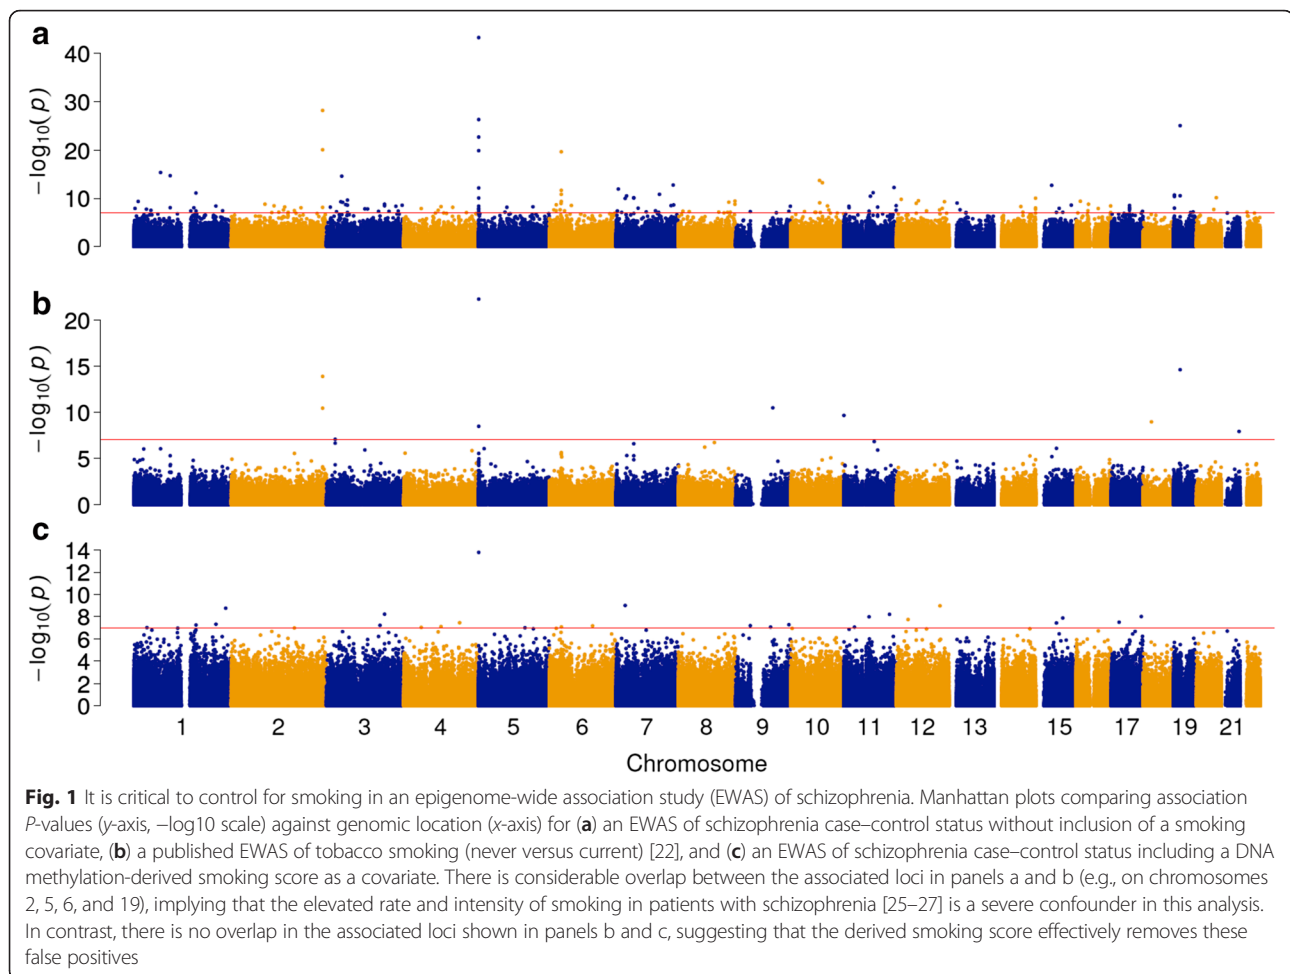 a
40
30
20
10
0
−log10(p)
b
20
15
10
5
0
−log10(p)
c
14
12
10
8
6
4
2
0
−log10(p)
1 2 3 4 5 6 7 8 9 10 11 12 13 15 17 19 21
Chromosome
Fig. 1 It is critical to control for smoking in an epigenome-wide association study (EWAS) of schizophrenia. Manhattan plots comparing association
P-values (y-axis, −log10 scale) against genomic location (x-axis) for (a) an EWAS of schizophrenia case–control status without inclusion of a smoking
covariate, (b) a published EWAS of tobacco smoking (never versus current) [22], and (c) an EWAS of schizophrenia case–control status including a DNA
methylation-derived smoking score as a covariate. There is considerable overlap between the associated loci in panels a and b (e.g., on chromosomes
2, 5, 6, and 19), implying that the elevated rate and intensity of smoking in patients with schizophrenia [25–27] is a severe confounder in this analysis.
In contrast, there is no overlap in the associated loci shown in panels b and c, suggesting that the derived smoking score effectively removes these
false positives